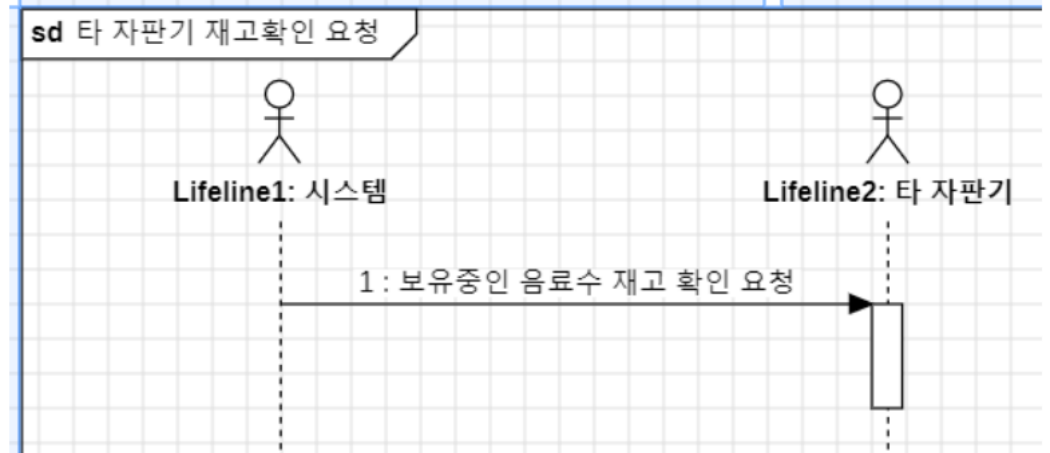 sd 타 자판기 재고확인 요청
Lifeline1: 시스템
Lifeline2: 타 자판기
1 : 보유중인 음료수 재고 확인 요청